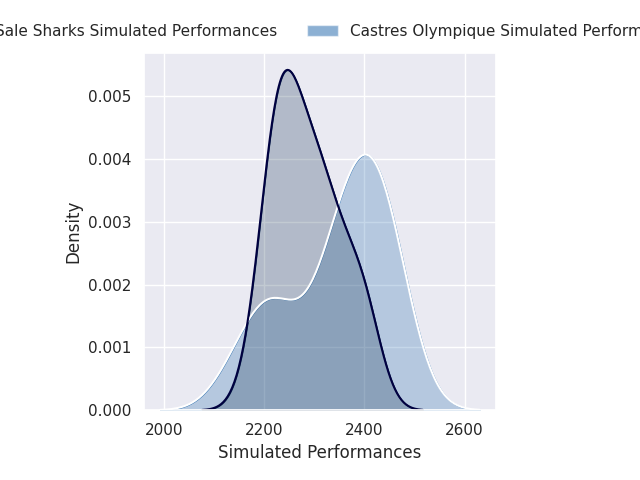 Sale Sharks Simulated Performances
Castres Olympique Simulated Perform
0.005
0.004
0.003
0.002
0.001
0.000
Density
2000 2200 2400 2600
Simulated Performances